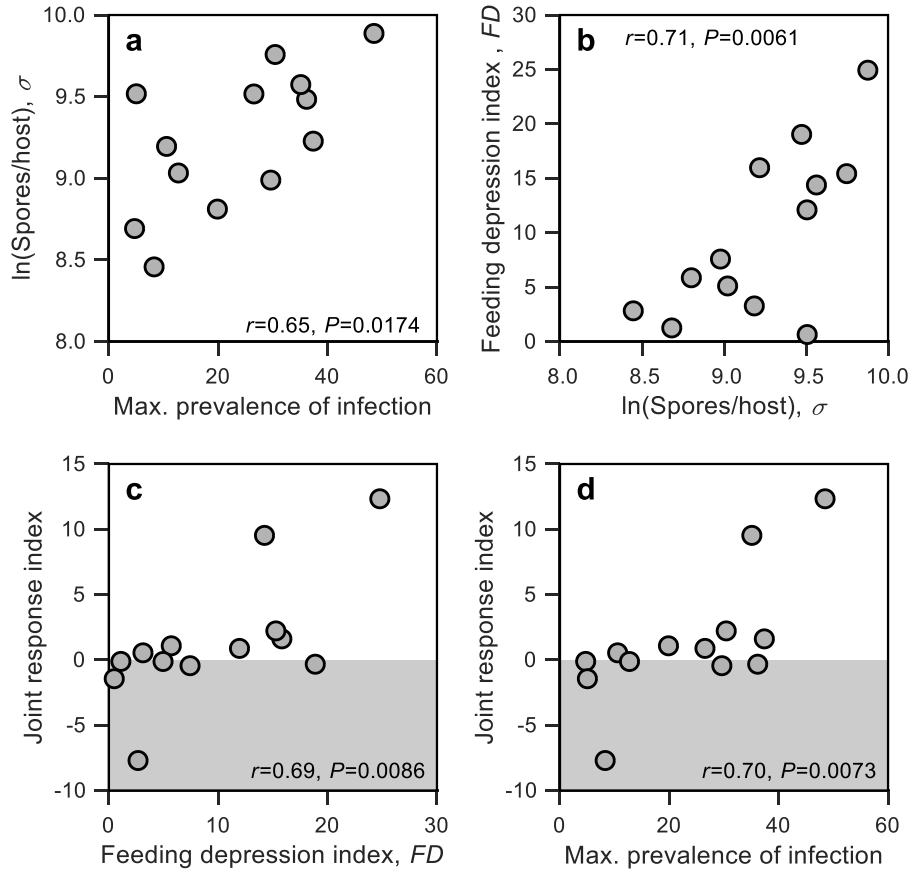 a
10.0
9.5
9.0
8.5
8.0
ln(Spores/host), σ
r=0.65, P=0.0174
0 20 40 60
Max. prevalence of infection
b
r=0.71, P=0.0061
30
25
20
15
10
5
0
Feeding depression index , FD
8.0 8.5 9.0 9.5 10.0
ln(Spores/host), σ
c
15
10
5
0
-5
-10
Joint response index
r=0.69, P=0.0086
0 10 20 30
Feeding depression index, FD
d
15
10
5
0
-5
-10
Joint response index
r=0.70, P=0.0073
0 20 40 60
Max. prevalence of infection